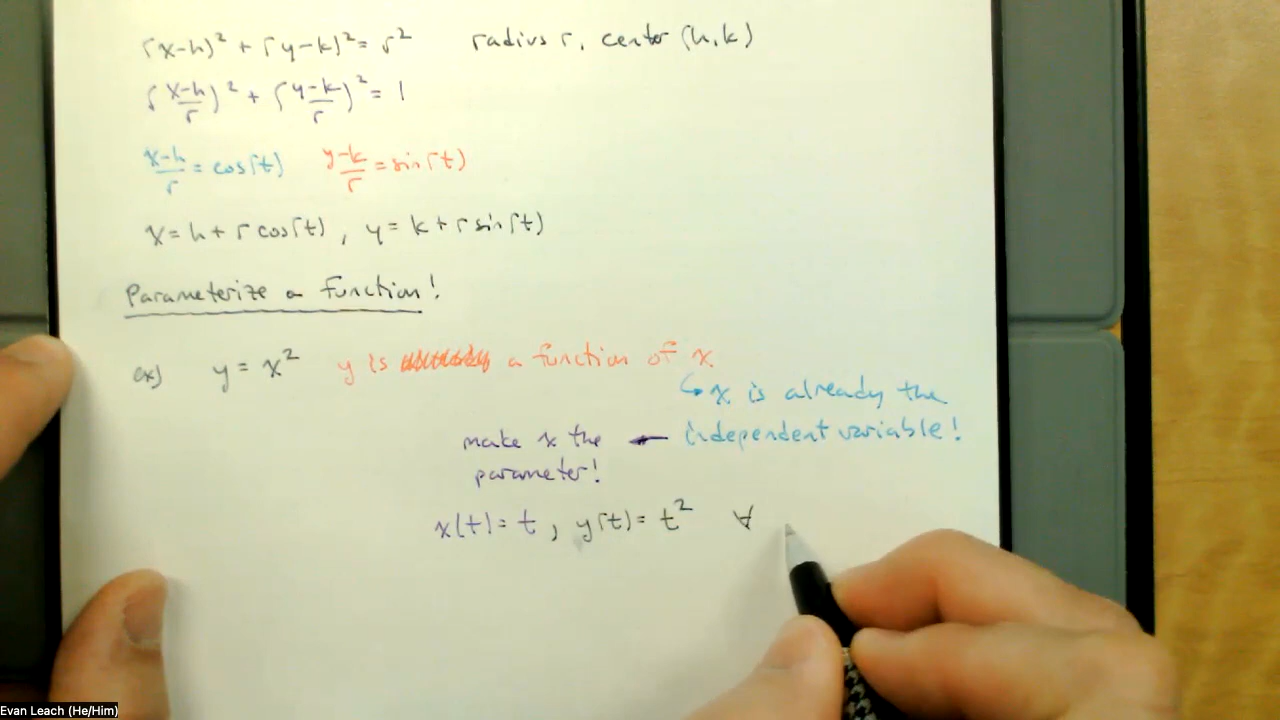 (x-h)² + (y-k)² = r² radius r, center (h,k)
(x-h/r)² + (y-k/r)² = 1
x-h/r = cos(t) y-k/r = sin(t)
x = h + r cos(t), y = k + r sin(t)
Parameterize a function!
ex) y = x² y is a function of x
↳ x is already the
make x the ← independent variable!
parameter!
x(t) = t, y(t) = t² ∀
Evan Leach (He/Him)